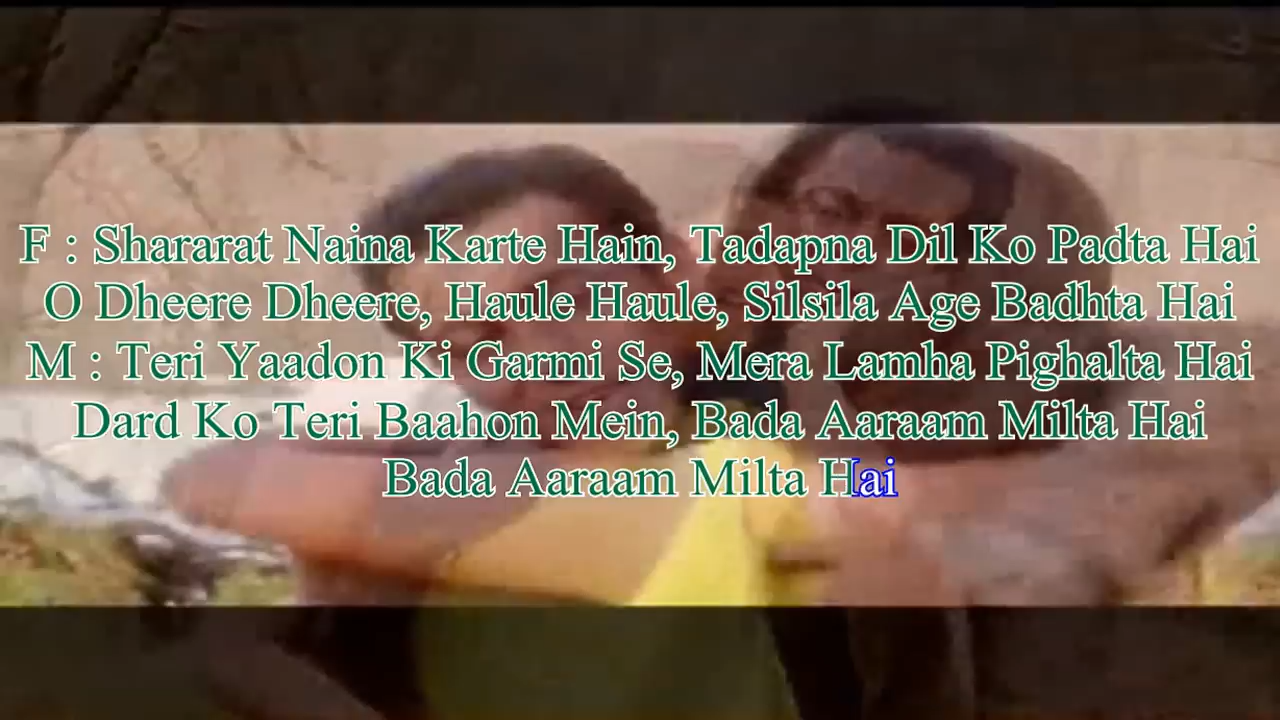 F : Shararat Naina Karte Hain, Tadapna Dil Ko Padta Hai
O Dheere Dheere, Haule Haule, Silsila Age Badhta Hai
M : Teri Yaadon Ki Garmi Se, Mera Lamha Pighalta Hai
Dard Ko Teri Baahon Mein, Bada Aaraam Milta Hai
Bada Aaraam Milta Hai